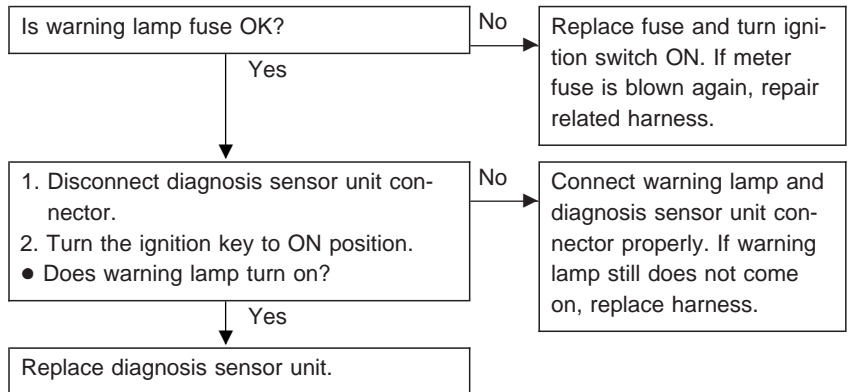 Is warning lamp fuse OK?
No
Replace fuse and turn igni-
tion switch ON. If meter
fuse is blown again, repair
related harness.
Yes
1. Disconnect diagnosis sensor unit con-
nector.
2. Turn the ignition key to ON position.
● Does warning lamp turn on?
No
Connect warning lamp and
diagnosis sensor unit con-
nector properly. If warning
lamp still does not come
on, replace harness.
Yes
Replace diagnosis sensor unit.